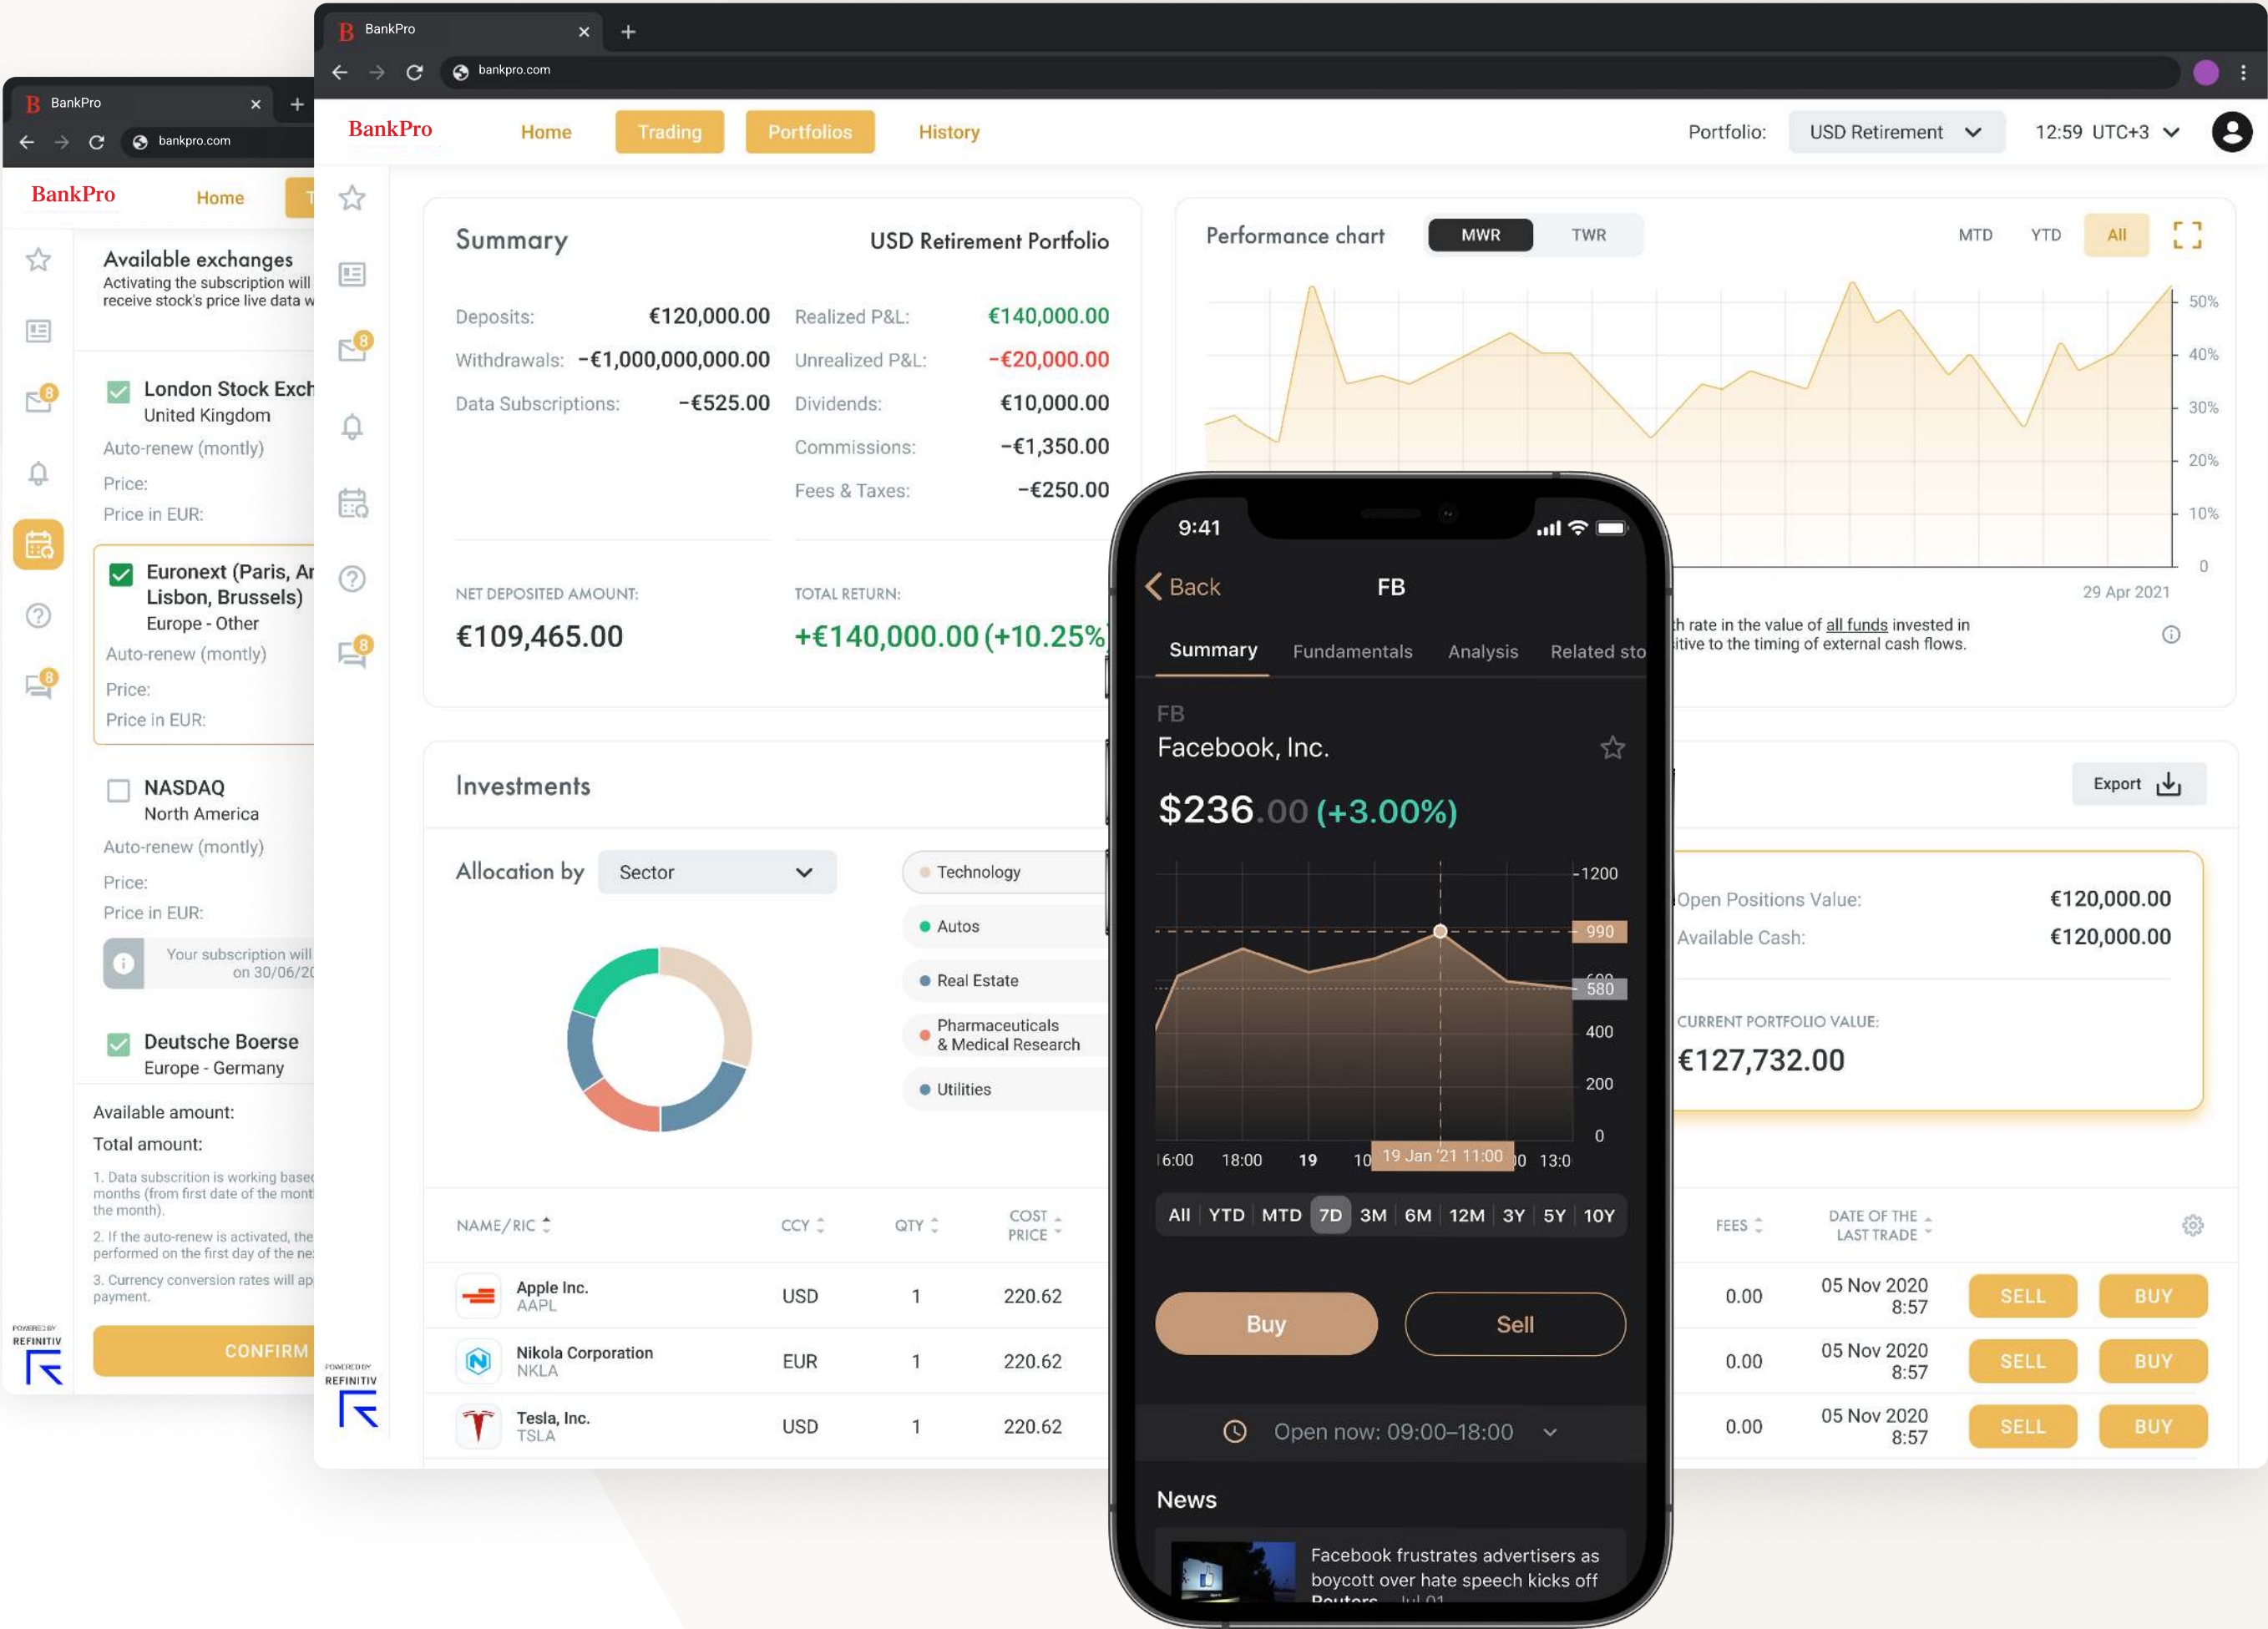 BankPro
bankpro.com
BankPro
Home
Available exchanges
Activating the subscription will
receive stock's price live data
London Stock
United Kingdom
Auto-renew (montly)
Price:
Price in EUR:
Euronext (Paris,
Lisbon, Brussels)
Europe - Other
Auto-renew (montly)
Price:
Price in EUR:
NASDAQ
North America
Auto-renew (montly)
Price:
Price in EUR:
Your subscription will
on 30/06/
Deutsche Boerse
Europe - Germany
Available amount:
Total amount:
1. Data subscrition is working
months (from first date of the
the month).
2. If the auto-renew is activated, the
performed on the first day of the
3. Currency conversion rates will
payment.
CONFIRM
POWERED BY
REFINITIV
8
8
BankPro
bankpro.com
BankPro
Home
Trading
Portfolios
History
Portfolio:
USD Retirement
12:59 UTC+3
8
8
POWERED BY
REFINITIV
Summary
USD Retirement Portfolio
Deposits: €120,000.00
Withdrawals: −€1,000,000,000.00
Data Subscriptions: −€525.00
Realized P&L: €140,000.00
Unrealized P&L: −€20,000.00
Dividends: €10,000.00
Commissions: −€1,350.00
Fees & Taxes: −€250.00
NET DEPOSITED AMOUNT:
€109,465.00
TOTAL RETURN:
+€140,000.00 (+10.25%
Performance chart
MWR
TWR
MTD
YTD
All
50%
40%
30%
20%
10%
0
29 Apr 2021
rate in the value of all funds invested in
to the timing of external cash flows.
Investments
Export
Allocation by
Sector
Technology
Autos
Real Estate
Pharmaceuticals
& Medical Research
Utilities
Open Positions Value: €120,000.00
Available Cash: €120,000.00
CURRENT PORTFOLIO VALUE:
€127,732.00
NAME/RIC
CCY
QTY
COST
PRICE
FEES
DATE OF THE
LAST TRADE
Apple Inc.
AAPL
USD
1
220.62
0.00
05 Nov 2020
8:57
SELL
BUY
Nikola Corporation
NKLA
EUR
1
220.62
0.00
05 Nov 2020
8:57
SELL
BUY
Tesla, Inc.
TSLA
USD
1
220.62
0.00
05 Nov 2020
8:57
SELL
BUY
9:41
Back
FB
Summary
Fundamentals
Analysis
Related
FB
Facebook, Inc.
$236.00 (+3.00%)
1200
990
580
400
200
0
6:00
18:00
19
10
19 Jan '21 11:00
13:0
All
YTD
MTD
7D
3M
6M
12M
3Y
5Y
10Y
Buy
Sell
Open now: 09:00–18:00
News
Facebook frustrates advertisers as
boycott over hate speech kicks off
Reuters Jul 01